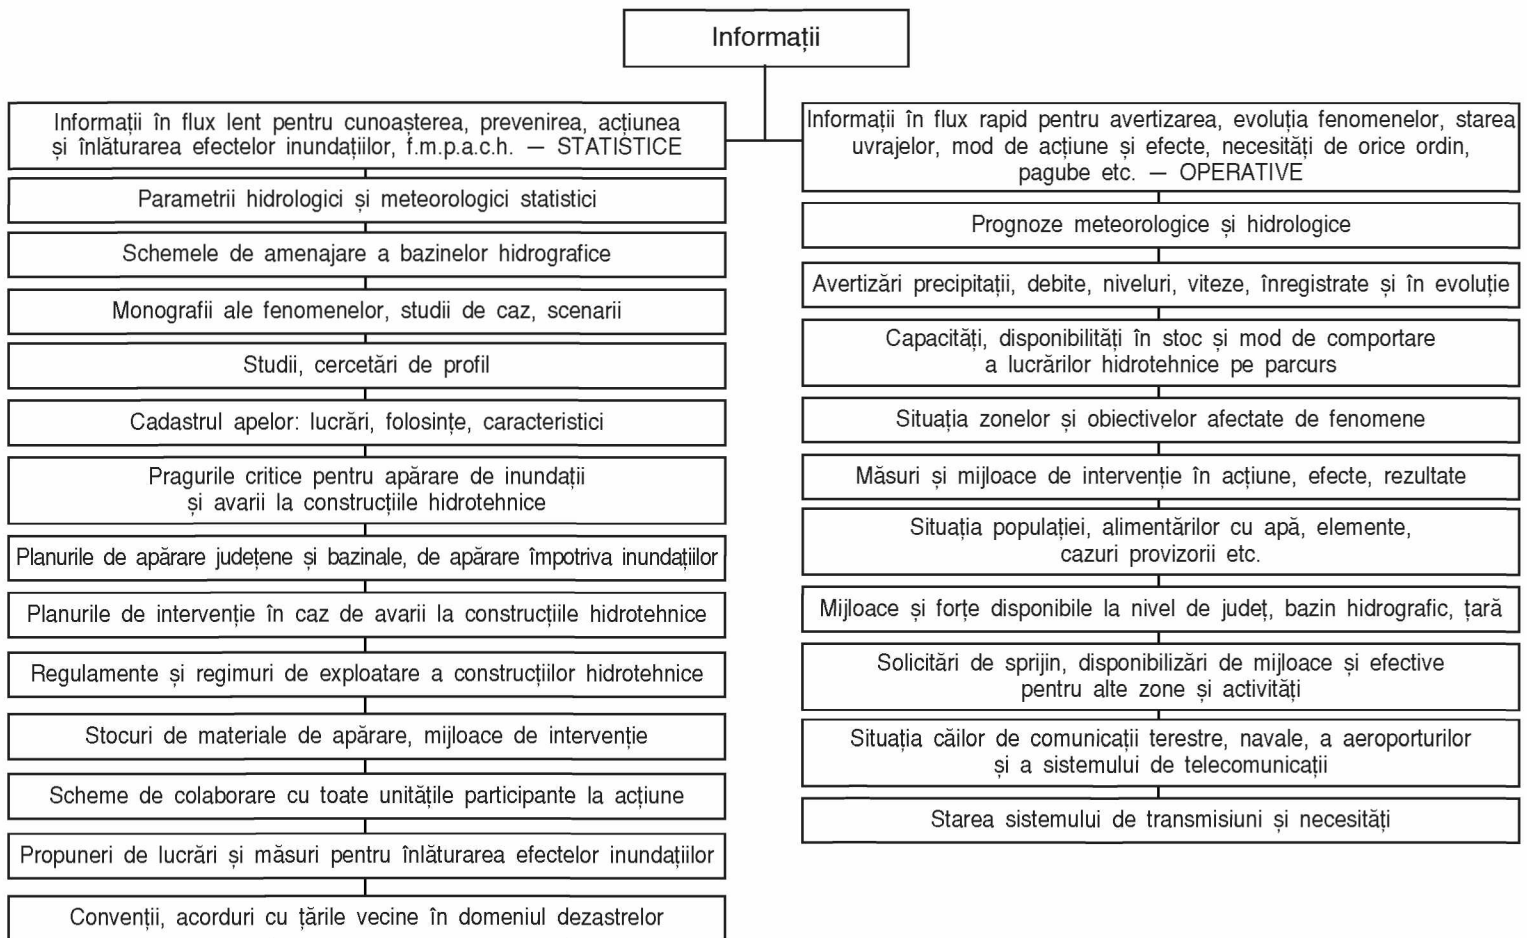 Informații
Informații în flux lent pentru cunoașterea, prevenirea, acțiunea
și înlăturarea efectelor inundațiilor, f.m.p.a.c.h. — STATISTICE
Parametrii hidrologici și meteorologici statistici
Schemele de amenajare a bazinelor hidrografice
Monografii ale fenomenelor, studii de caz, scenarii
Studii, cercetări de profil
Cadastrul apelor: lucrări, folosințe, caracteristici
Pragurile critice pentru apărare de inundații
și avarii la construcțiile hidrotehnice
Planurile de apărare județene și bazinale, de apărare împotriva inundațiilor
Planurile de intervenție în caz de avarii la construcțiile hidrotehnice
Regulamente și regimuri de exploatare a construcțiilor hidrotehnice
Stocuri de materiale de apărare, mijloace de intervenție
Scheme de colaborare cu toate unitățile participante la acțiune
Propuneri de lucrări și măsuri pentru înlăturarea efectelor inundațiilor
Convenții, acorduri cu țările vecine în domeniul dezastrelor
Informații în flux rapid pentru avertizarea, evoluția fenomenelor, starea
uvrajelor, mod de acțiune și efecte, necesități de orice ordin,
pagube etc. — OPERATIVE
Prognoze meteorologice și hidrologice
Avertizări precipitații, debite, niveluri, viteze, înregistrate și în evoluție
Capacități, disponibilități în stoc și mod de comportare
a lucrărilor hidrotehnice pe parcurs
Situația zonelor și obiectivelor afectate de fenomene
Măsuri și mijloace de intervenție în acțiune, efecte, rezultate
Situația populației, alimentărilor cu apă, elemente,
cazuri provizorii etc.
Mijloace și forțe disponibile la nivel de județ, bazin hidrografic, țară
Solicitări de sprijin, disponibilizări de mijloace și efective
pentru alte zone și activități
Situația căilor de comunicații terestre, navale, a aeroporturilor
și a sistemului de telecomunicații
Starea sistemului de transmisiuni și necesități